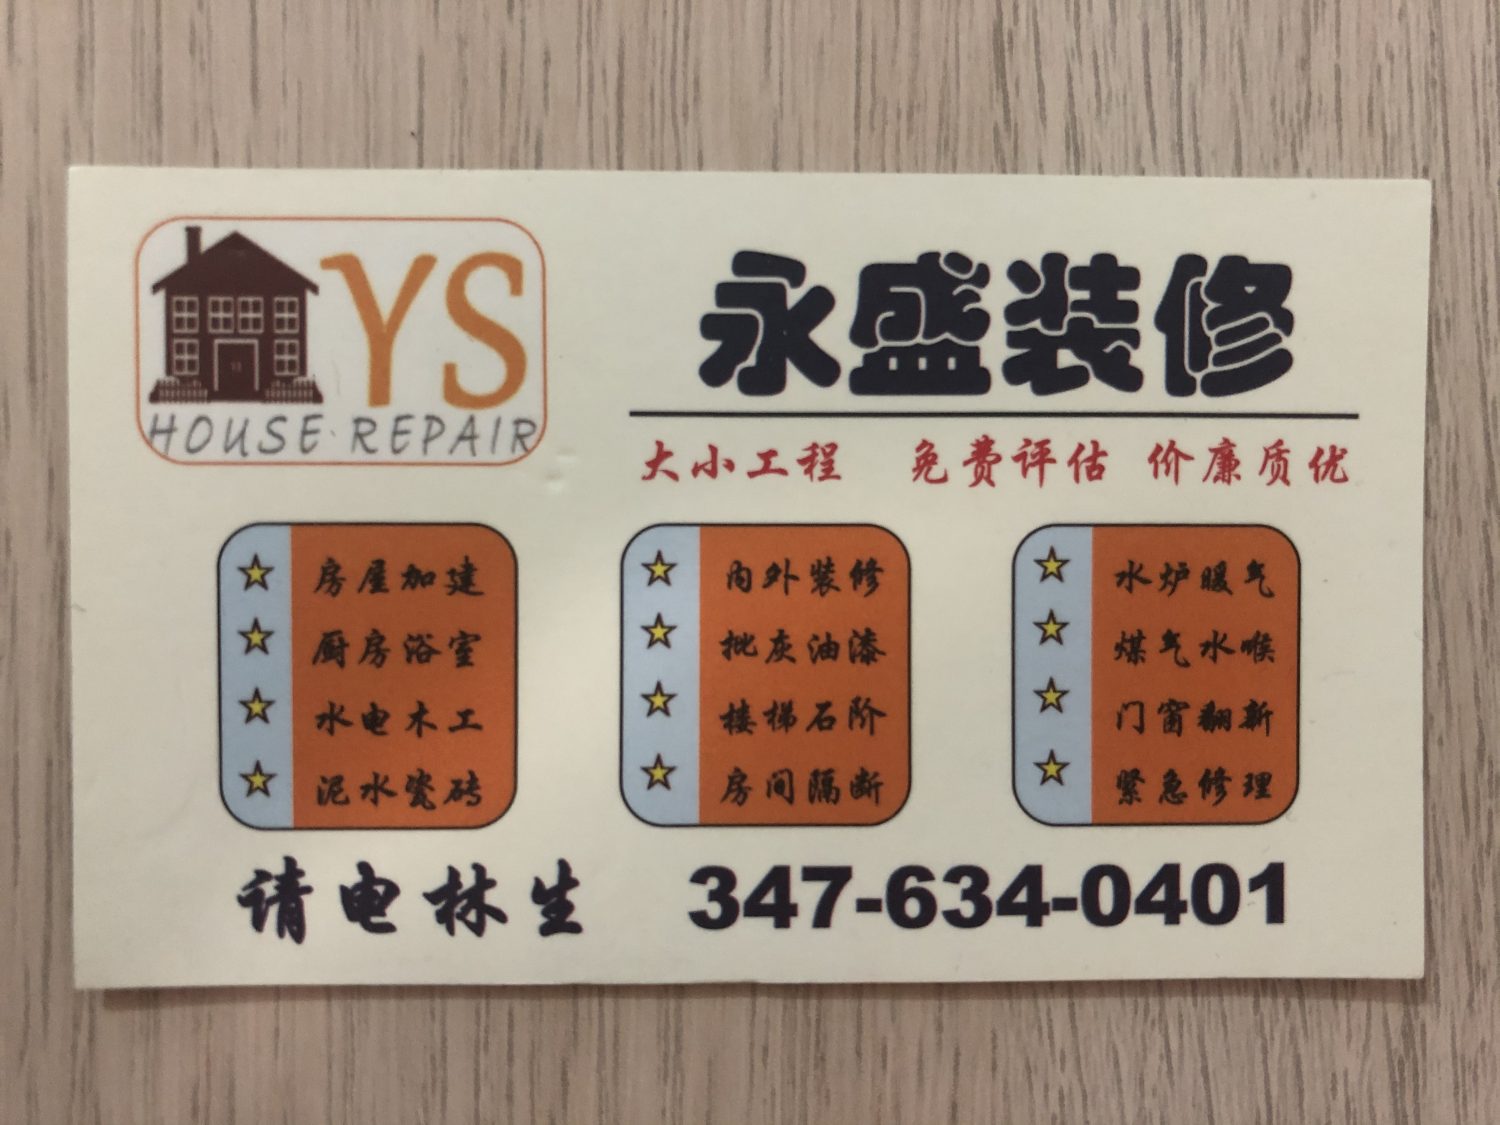 YS
HOUSE REPAIR
永盛装修
大小工程 免费评估 价廉质优
房屋加建
厨房浴室
水电木工
泥水瓷砖
内外装修
批灰油漆
楼梯石阶
房间隔断
水炉暖气
煤气水喉
门窗翻新
紧急修理
请电林生 347-634-0401